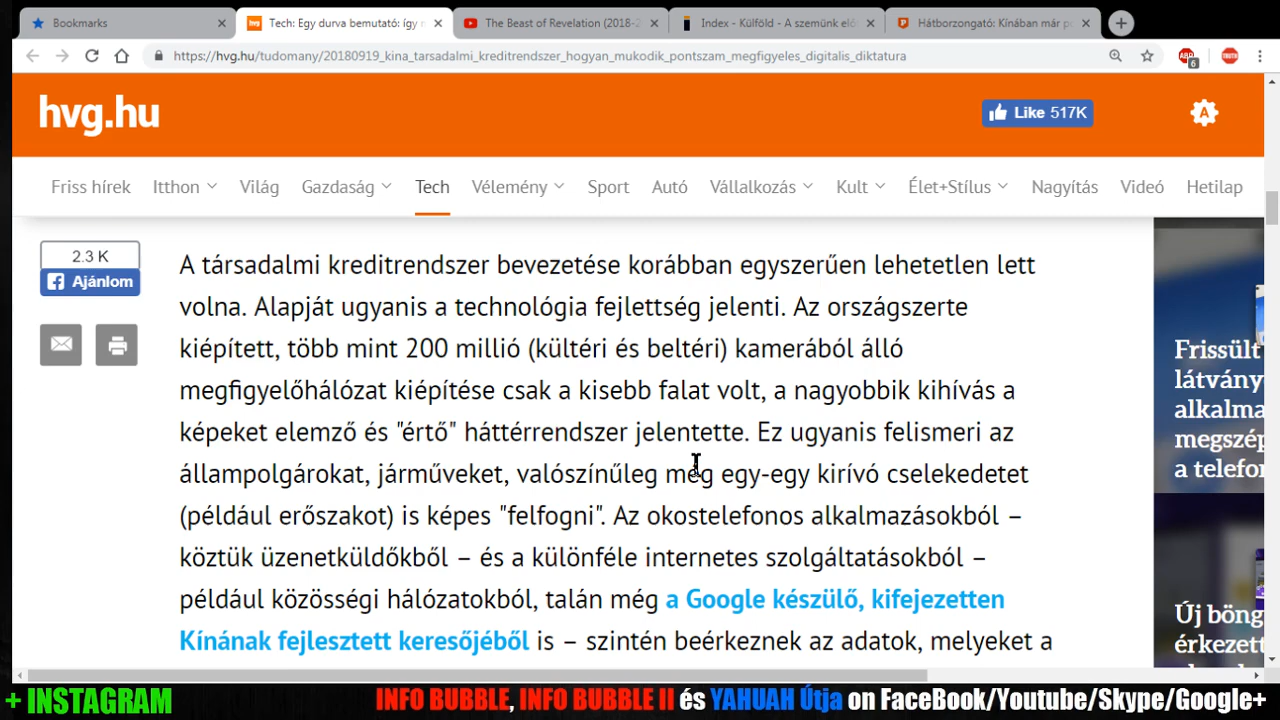 Bookmarks
Tech: Egy durva bemutató: így
The Beast of Revelation (2018-2
Index - Külföld - A szemünk elő
Hátborzongató: Kínában már p
https://hvg.hu/tudomany/20180919_kina_tarsadalmi_kreditrendszer_hogyan_mukodik_pontszam_megfigyeles_digitalis_diktatura
ABP
6
TRUTH
hvg.hu
Like 517K
A
Friss hírek Itthon Világ Gazdaság Tech Vélemény Sport Autó Vállalkozás Kult Élet+Stílus Nagyítás Videó Hetilap
2.3 K
Ajánlom
A társadalmi kreditrendszer bevezetése korábban egyszerűen lehetetlen lett
volna. Alapját ugyanis a technológia fejlettség jelenti. Az országszerte
kiépített, több mint 200 millió (kültéri és beltéri) kamerából álló
megfigyelőhálózat kiépítése csak a kisebb falat volt, a nagyobbik kihívás a
képeket elemző és "értő" háttérrendszer jelentette. Ez ugyanis felismeri az
állampolgárokat, járműveket, valószínűleg még egy-egy kirívó cselekedetet
(például erőszakot) is képes "felfogni". Az okostelefonos alkalmazásokból –
köztük üzenetküldőkből – és a különféle internetes szolgáltatásokból –
például közösségi hálózatokból, talán még a Google készülő, kifejezetten
Kínának fejlesztett keresőjéből is – szintén beérkeznek az adatok, melyeket a
Frissült
látvány
alkalma
megszép
a telefo
Új böng
érkezett
+ INSTAGRAM
INFO BUBBLE, INFO BUBBLE II és YAHUAH Útja on FaceBook/Youtube/Skype/Google+